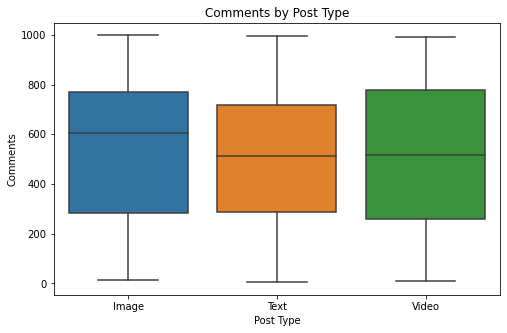 Comments by Post Type
1000
800
600
400
200
0
Comments
Image
Text
Video
Post Type